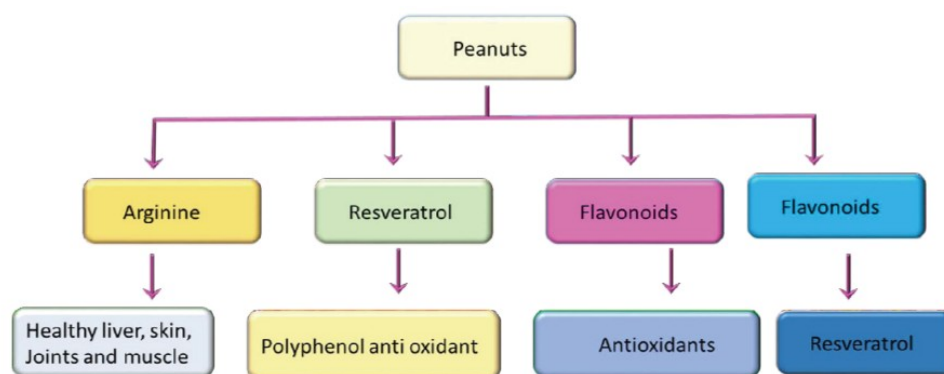 Peanuts
Arginine
Resveratrol
Flavonoids
Flavonoids
Healthy liver, skin,
Joints and muscle
Polyphenol anti oxidant
Antioxidants
Resveratrol